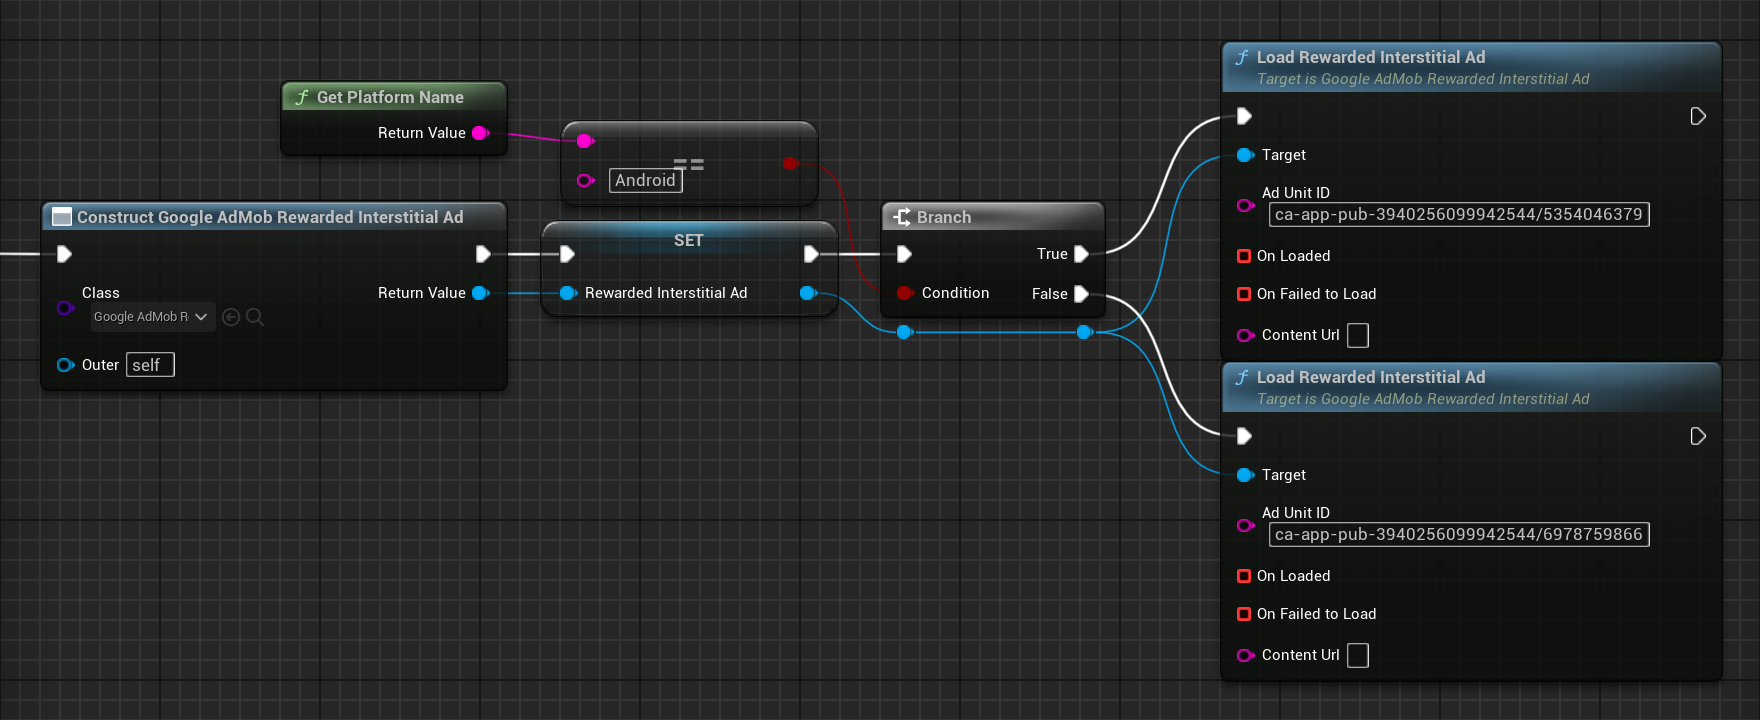 Get Platform Name
Return Value
==
Android
Construct Google AdMob Rewarded Interstitial Ad
Class
Google AdMob R
Return Value
Outer
self
SET
Rewarded Interstitial Ad
Branch
True
Condition
False
Load Rewarded Interstitial Ad
Target is Google AdMob Rewarded Interstitial Ad
Target
Ad Unit ID
ca-app-pub-3940256099942544/5354046379
On Loaded
On Failed to Load
Content Url
Load Rewarded Interstitial Ad
Target is Google AdMob Rewarded Interstitial Ad
Target
Ad Unit ID
ca-app-pub-3940256099942544/6978759866
On Loaded
On Failed to Load
Content Url